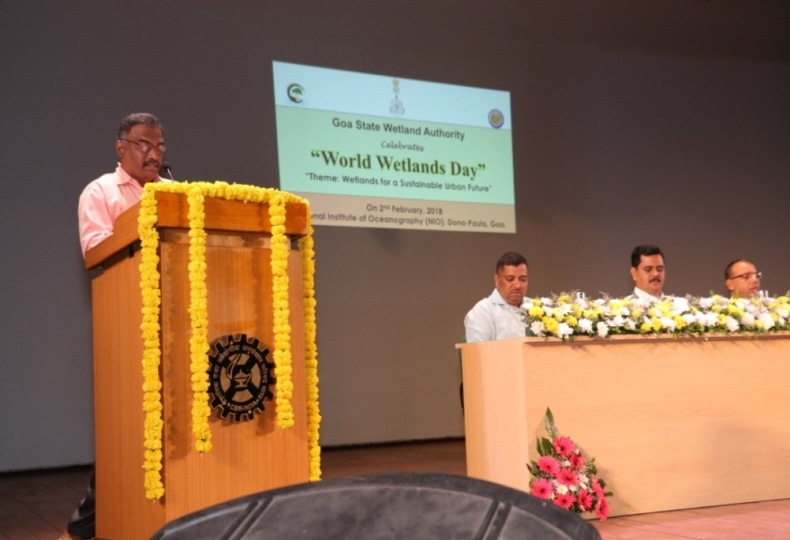 Goa State Wetland Authority
Celebrates
"World Wetlands Day"
"Theme: Wetlands for a Sustainable Urban Future"
On 2nd February, 2018
onal Institute of Oceanography (NIO), Dona-Paula, Goa,